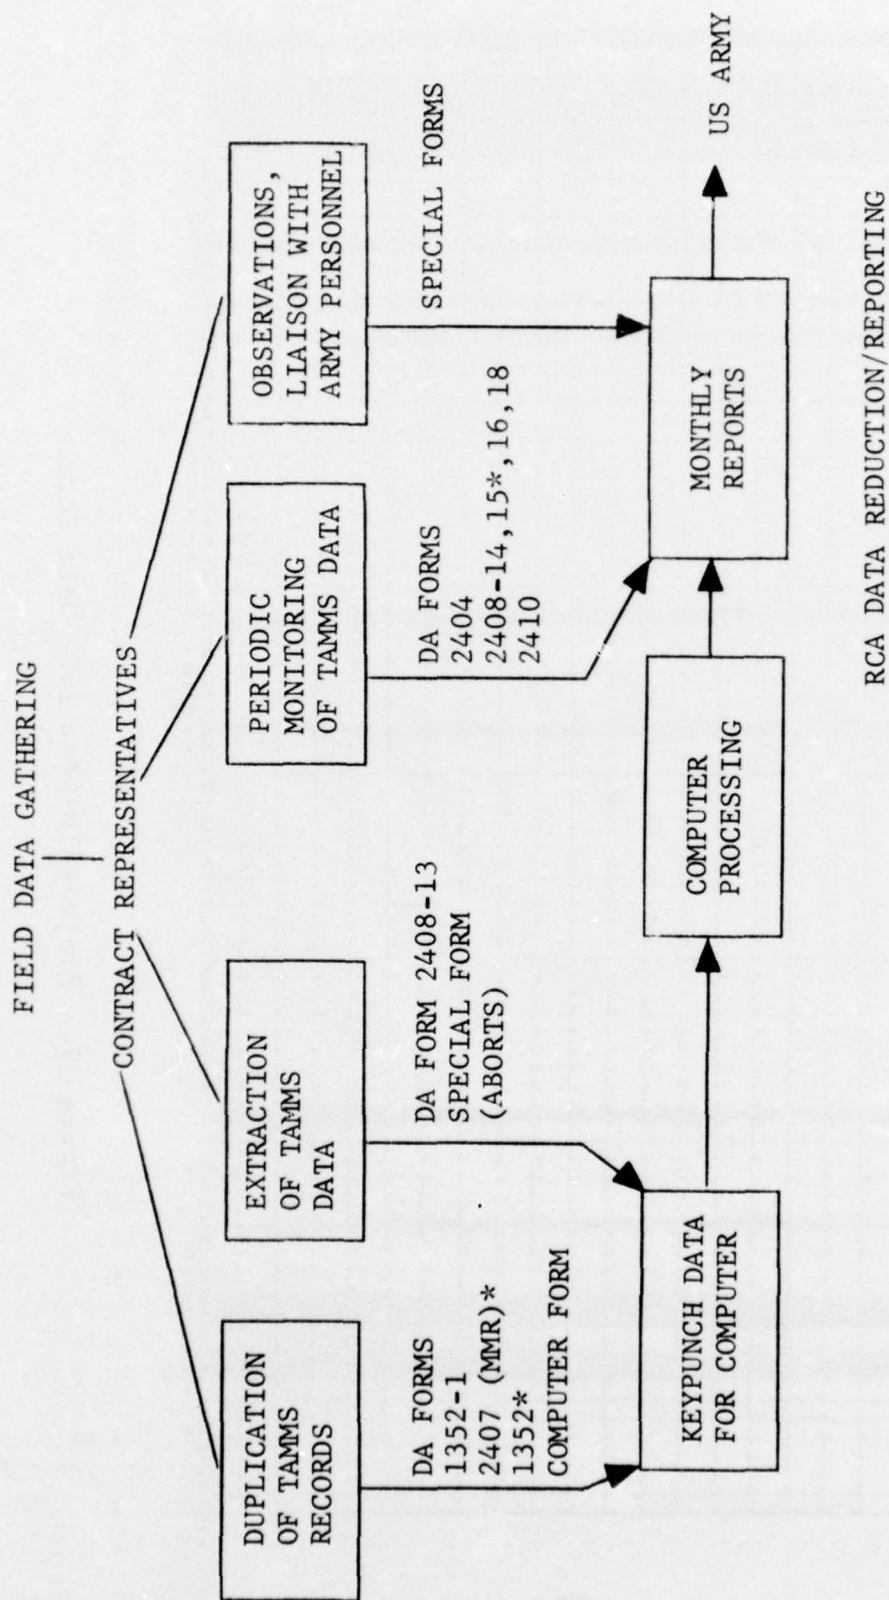 FIELD DATA GATHERING
CONTRACT REPRESENTATIVES
DUPLICATION
OF TAMMS
RECORDS
EXTRACTION
OF TAMMS
DATA
PERIODIC
MONITORING
OF TAMMS DATA
OBSERVATIONS,
LIAISON WITH
ARMY PERSONNEL
DA FORMS
1352-1
2407 (MMR)*
1352*
COMPUTER FORM
DA FORM 2408-13
SPECIAL FORM
(ABORTS)
DA FORMS
2404
2408-14,15*,16,18
2410
SPECIAL FORMS
KEYPUNCH DATA
FOR COMPUTER
COMPUTER
PROCESSING
MONTHLY
REPORTS
US ARMY
RCA DATA REDUCTION/REPORTING